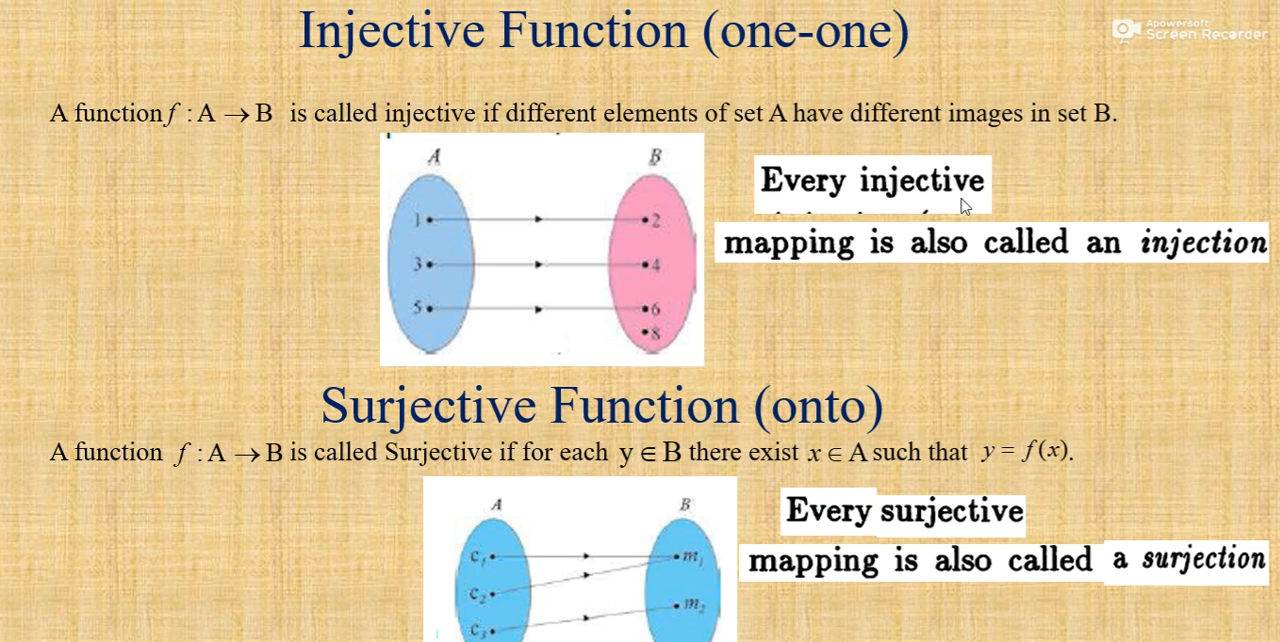 Injective Function (one-one)
Apowersoft
Screen Recorder
A function f : A → B is called injective if different elements of set A have different images in set B.
A B
1 2
3 4
5 6
8
Every injective
mapping is also called an injection
Surjective Function (onto)
A function f : A → B is called Surjective if for each y ∈ B there exist x ∈ A such that y = f(x).
A B
c₁ m₁
c₂
m₂
c₃
Every surjective
mapping is also called a surjection